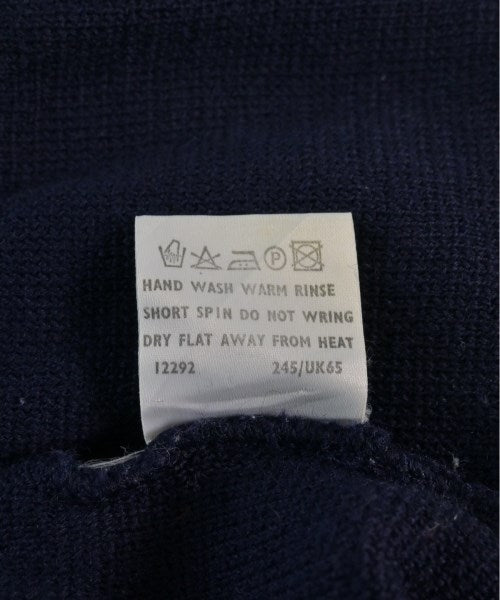 P
HAND WASH WARM RINSE
SHORT SPIN DO NOT WRING
DRY FLAT AWAY FROM HEAT
12292 245/UK65